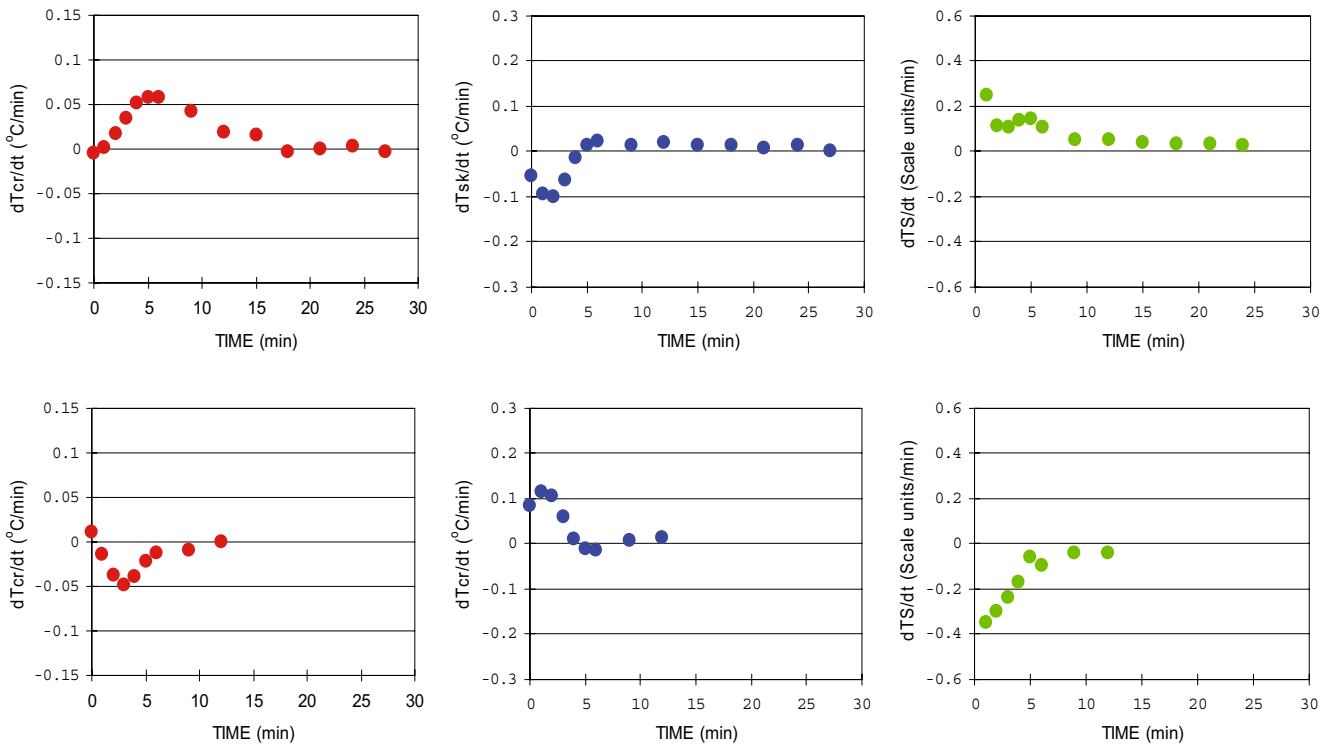 dTcr/dt (°C/min)
0.15
0.1
0.05
0
-0.05
-0.1
-0.15
0 5 10 15 20 25 30
TIME (min)
dTsk/dt (°C/min)
0.3
0.2
0.1
0
-0.1
-0.2
-0.3
0 5 10 15 20 25 30
TIME (min)
dTS/dt (Scale units/min)
0.6
0.4
0.2
0
-0.2
-0.4
-0.6
0 5 10 15 20 25 30
TIME (min)
dTcr/dt (°C/min)
0.15
0.1
0.05
0
-0.05
-0.1
-0.15
0 5 10 15 20 25 30
TIME (min)
dTcr/dt (°C/min)
0.3
0.2
0.1
0
-0.1
-0.2
-0.3
0 5 10 15 20 25 30
TIME (min)
dTS/dt (Scale units/min)
0.6
0.4
0.2
0
-0.2
-0.4
-0.6
0 5 10 15 20 25 30
TIME (min)